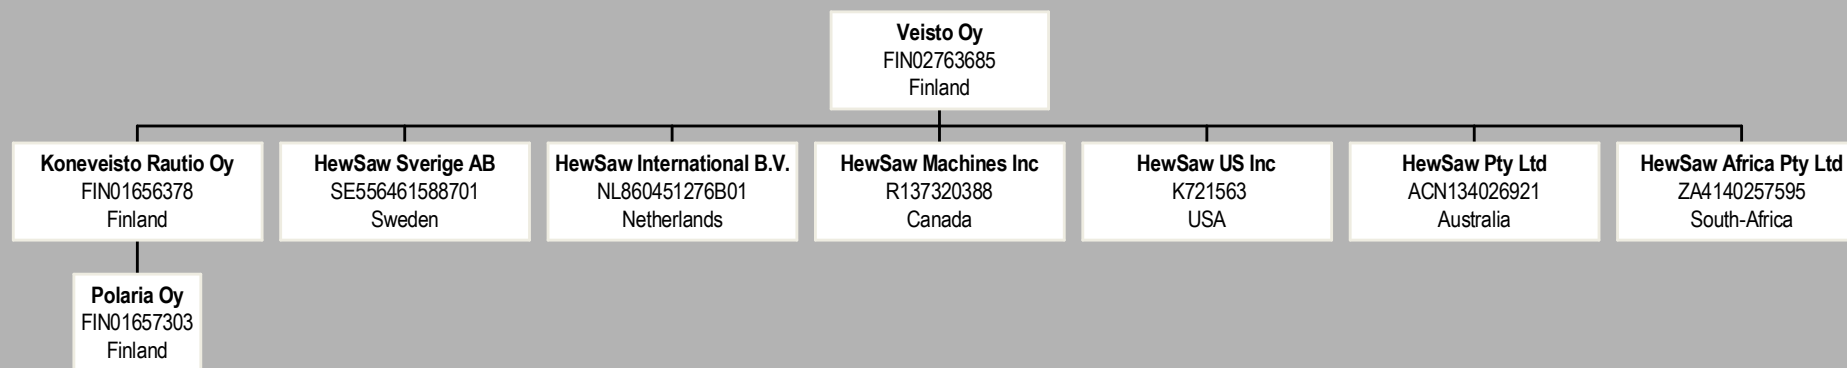 Veisto Oy
FIN02763685
Finland
Koneveisto Rautio Oy
FIN01656378
Finland
HewSaw Sverige AB
SE556461588701
Sweden
HewSaw International B.V.
NL860451276B01
Netherlands
HewSaw Machines Inc
R137320388
Canada
HewSaw US Inc
K721563
USA
HewSaw Pty Ltd
ACN134026921
Australia
HewSaw Africa Pty Ltd
ZA4140257595
South-Africa
Polaria Oy
FIN01657303
Finland